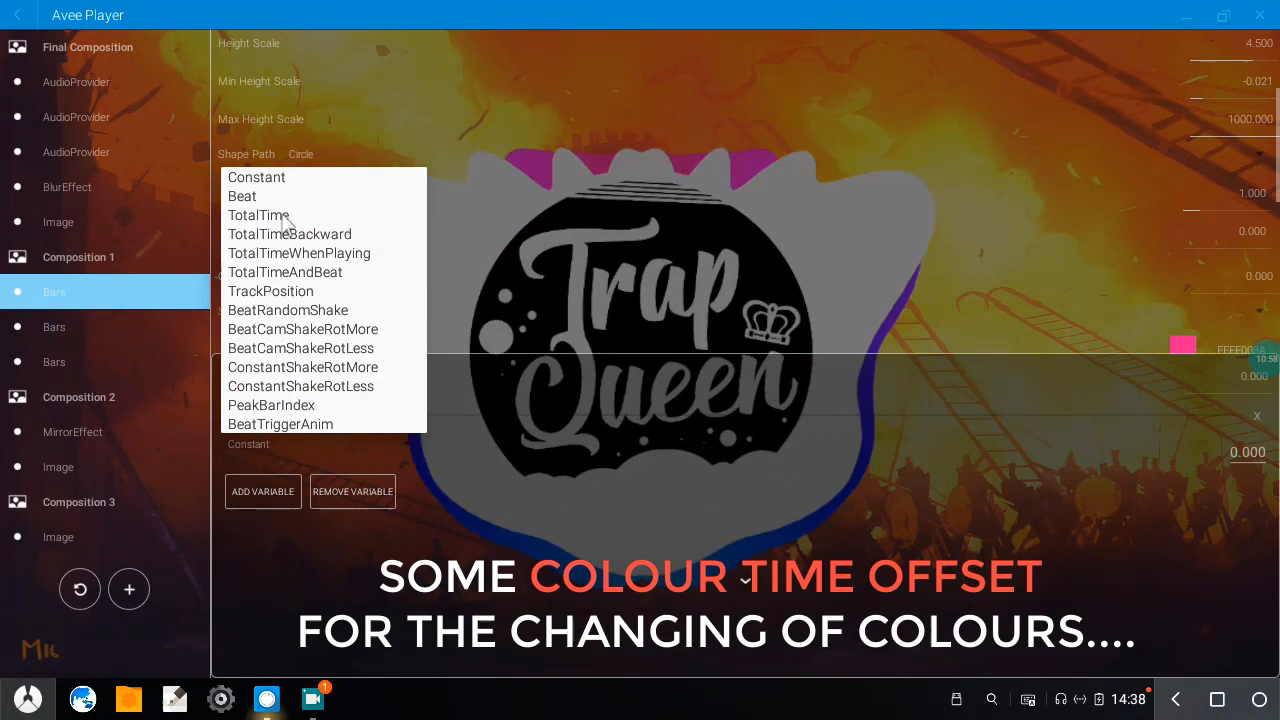 Avee Player
Final Composition
AudioProvider
AudioProvider
AudioProvider
BlurEffect
Image
Composition 1
Bars
Bars
Bars
Composition 2
MirrorEffect
Image
Composition 3
Image
Height Scale
4.500
Min Height Scale
-0.021
Max Height Scale
1000.000
Shape Path Circle
Constant
Beat
TotalTime
TotalTimeBackward
TotalTimeWhenPlaying
TotalTimeAndBeat
TrackPosition
BeatRandomShake
BeatCamShakeRotMore
BeatCamShakeRotLess
ConstantShakeRotMore
ConstantShakeRotLess
PeakBarIndex
BeatTriggerAnim
Constant
ADD VARIABLE REMOVE VARIABLE
1.000
0.000
0.000
10:58
0.000
X
0.000
Trap
Queen
SOME COLOUR TIME OFFSET
FOR THE CHANGING OF COLOURS....
1
14:38